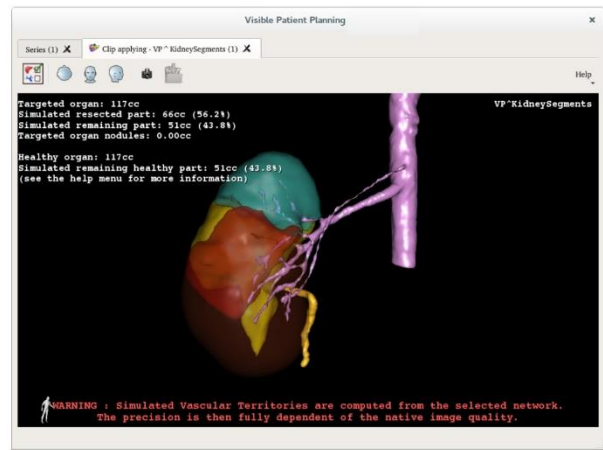 Visible Patient Planning
Series (1) Clip applying - VP^KidneySegments (1)
Help
Targeted organ: 117cc
VP^KidneySegments
Simulated resected part: 66cc (56.2%)
Simulated remaining part: 51cc (43.8%)
Targeted organ nodules: 0.00cc
Healthy organ: 117cc
Simulated remaining healthy part: 51cc (43.8%)
(see the help menu for more information)
WARNING : Simulated Vascular Territories are computed from the selected network.
The precision is then fully dependent of the native image quality.